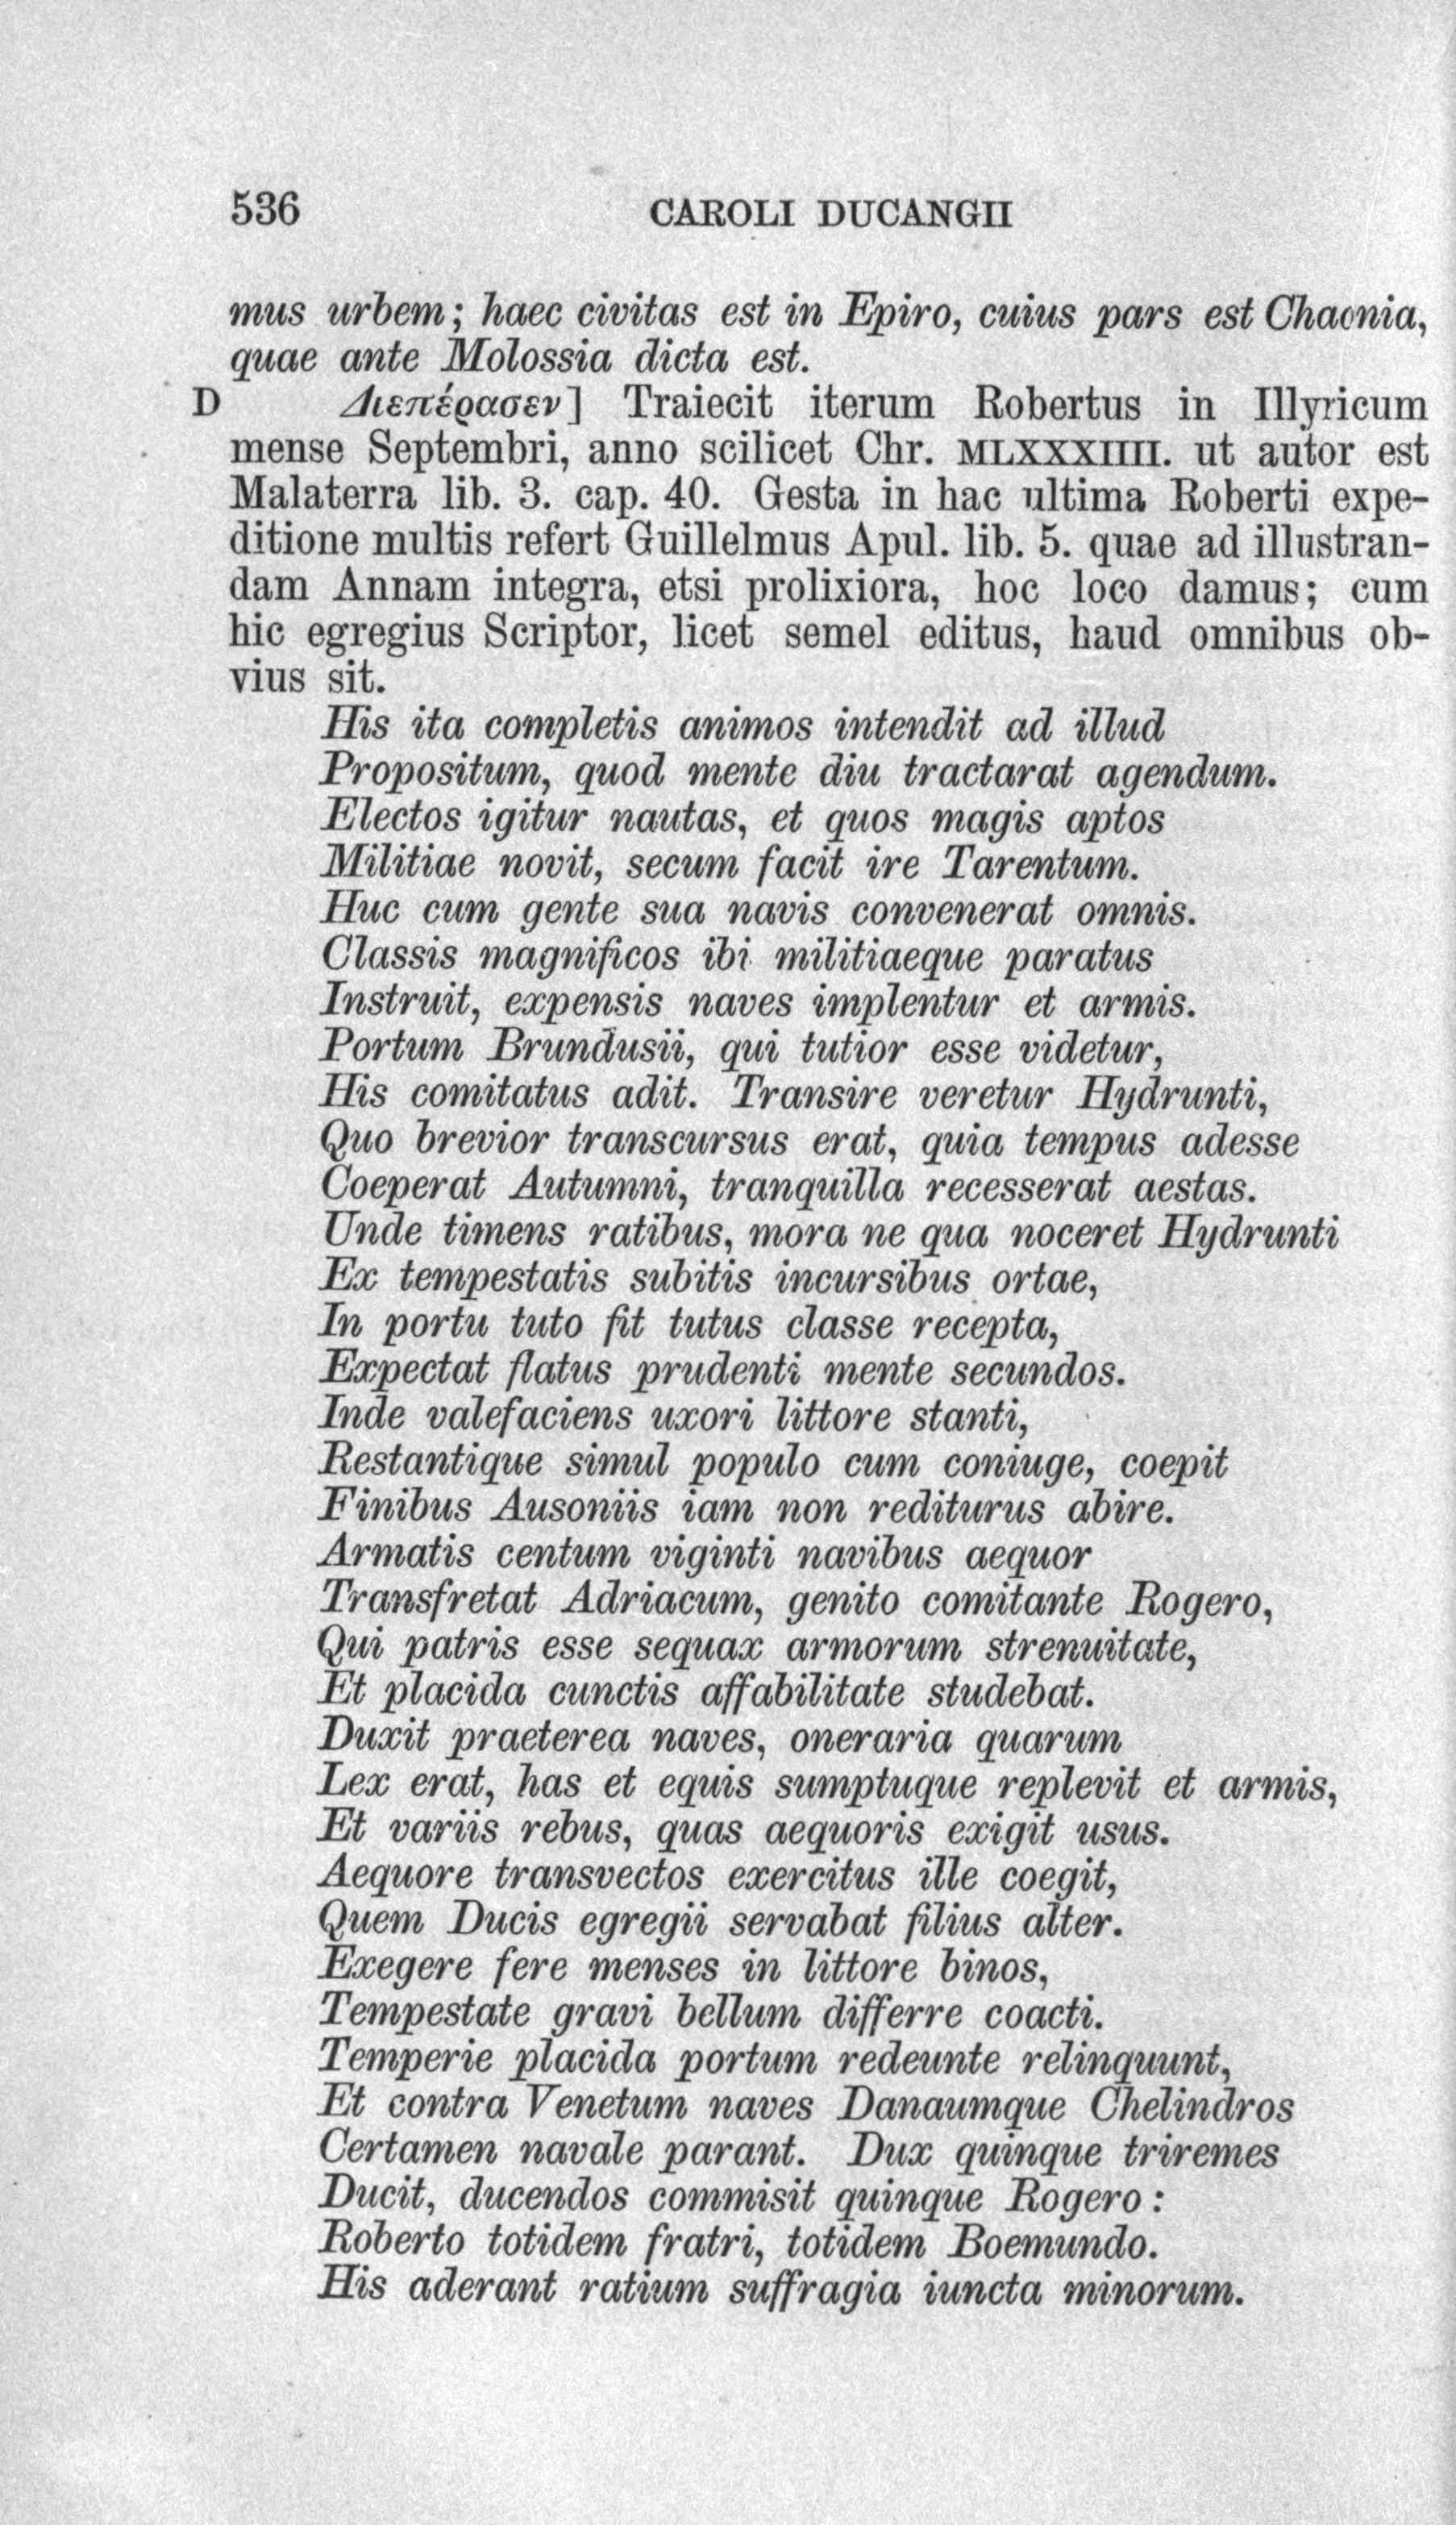 536 CAROLI DUCANGII
mus urbem; haec civitas est in Epiro, cuius pars est Chaonia,
quae ante Molossia dicta est.
D Διεπέρασεν] Traiecit iterum Robertus in Illyricum
mense Septembri, anno scilicet Chr. MLXXXIIII. ut autor est
Malaterra lib. 3. cap. 40. Gesta in hac ultima Roberti expe-
ditione multis refert Guillelmus Apul. lib. 5. quae ad illustran-
dam Annam integra, etsi prolixiora, hoc loco damus; cum
hic egregius Scriptor, licet semel editus, haud omnibus ob-
vius sit.
His ita completis animos intendit ad illud
Propositum, quod mente diu tractarat agendum.
Electos igitur nautas, et quos magis aptos
Militiae novit, secum facit ire Tarentum.
Huc cum gente sua navis convenerat omnis.
Classis magnificos ibi militiaeque paratus
Instruit, expensis naves implentur et armis.
Portum Brundusii, qui tutior esse videtur,
His comitatus adit. Transire veretur Hydrunti,
Quo brevior transcursus erat, quia tempus adesse
Coeperat Autumni, tranquilla recesserat aestas.
Unde timens ratibus, mora ne qua noceret Hydrunti
Ex tempestatis subitis incursibus ortae,
In portu tuto fit tutus classe recepta,
Expectat flatus prudenti mente secundos.
Inde valefaciens uxori littore stanti,
Restantique simul populo cum coniuge, coepit
Finibus Ausoniis iam non rediturus abire.
Armatis centum viginti navibus aequor
Transfretat Adriacum, genito comitante Rogero,
Qui patris esse sequax armorum strenuitate,
Et placida cunctis affabilitate studebat.
Duxit praeterea naves, oneraria quarum
Lex erat, has et equis sumptuque replevit et armis,
Et variis rebus, quas aequoris exigit usus.
Aequore transvectos exercitus ille coegit,
Quem Ducis egregii servabat filius alter.
Exegere fere menses in littore binos,
Tempestate gravi bellum differre coacti.
Temperie placida portum redeunte relinquunt,
Et contra Venetum naves Danaumque Chelindros
Certamen navale parant. Dux quinque triremes
Ducit, ducendos commisit quinque Rogero:
Roberto totidem fratri, totidem Boemundo.
His aderant ratium suffragia iuncta minorum.